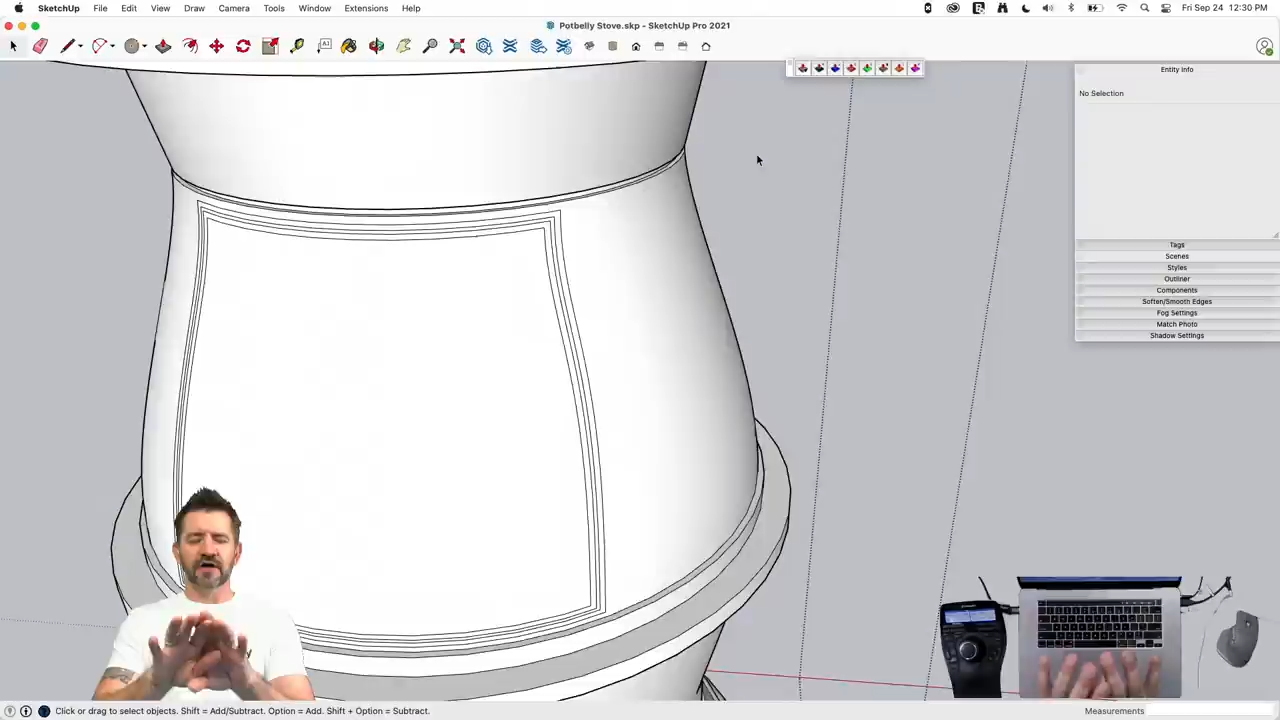 SketchUp File Edit View Draw Camera Tools Window Extensions Help Fri Sep 24 12:30 PM
Potbelly Stove.skp - SketchUp Pro 2021
Entity Info
No Selection
Tags
Scenes
Styles
Outliner
Components
Soften/Smooth Edges
Fog Settings
Match Photo
Shadow Settings
Click or drag to select objects. Shift = Add/Subtract. Option = Add. Shift + Option = Subtract. Measurements